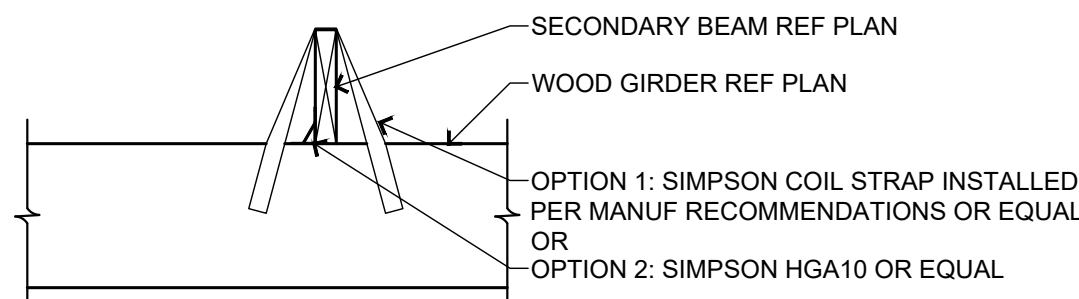 SECONDARY BEAM REF PLAN
WOOD GIRDER REF PLAN
OPTION 1: SIMPSON COIL STRAP INSTALLED
PER MANUF RECOMMENDATIONS OR EQUAL
OR
OPTION 2: SIMPSON HGA10 OR EQUAL